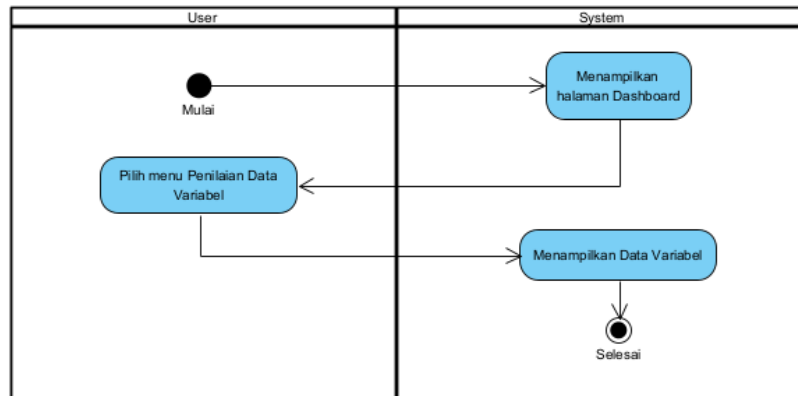 User
System
Mulai
Menampilkan
halaman Dashboard
Pilih menu Penilaian Data
Variabel
Menampilkan Data Variabel
Selesai